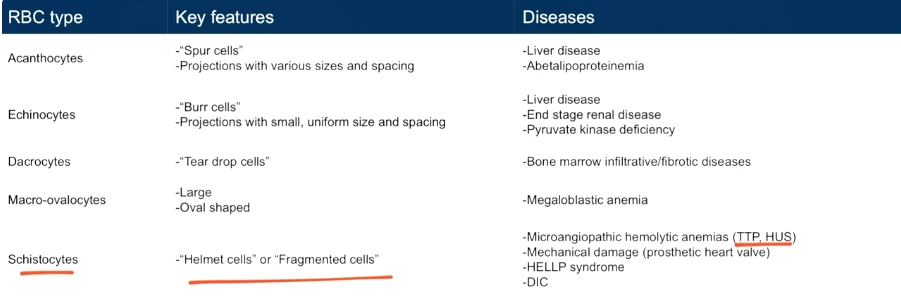 RBC type Key features Diseases
Acanthocytes
-“Spur cells”
-Projections with various sizes and spacing
-Liver disease
-Abetalipoproteinemia
Echinocytes
-“Burr cells”
-Projections with small, uniform size and spacing
-Liver disease
-End stage renal disease
-Pyruvate kinase deficiency
Dacrocytes
-“Tear drop cells”
-Bone marrow infiltrative/fibrotic diseases
Macro-ovalocytes
-Large
-Oval shaped
-Megaloblastic anemia
Schistocytes
-“Helmet cells” or “Fragmented cells”
-Microangiopathic hemolytic anemias (TTP, HUS)
-Mechanical damage (prosthetic heart valve)
-HELLP syndrome
-DIC